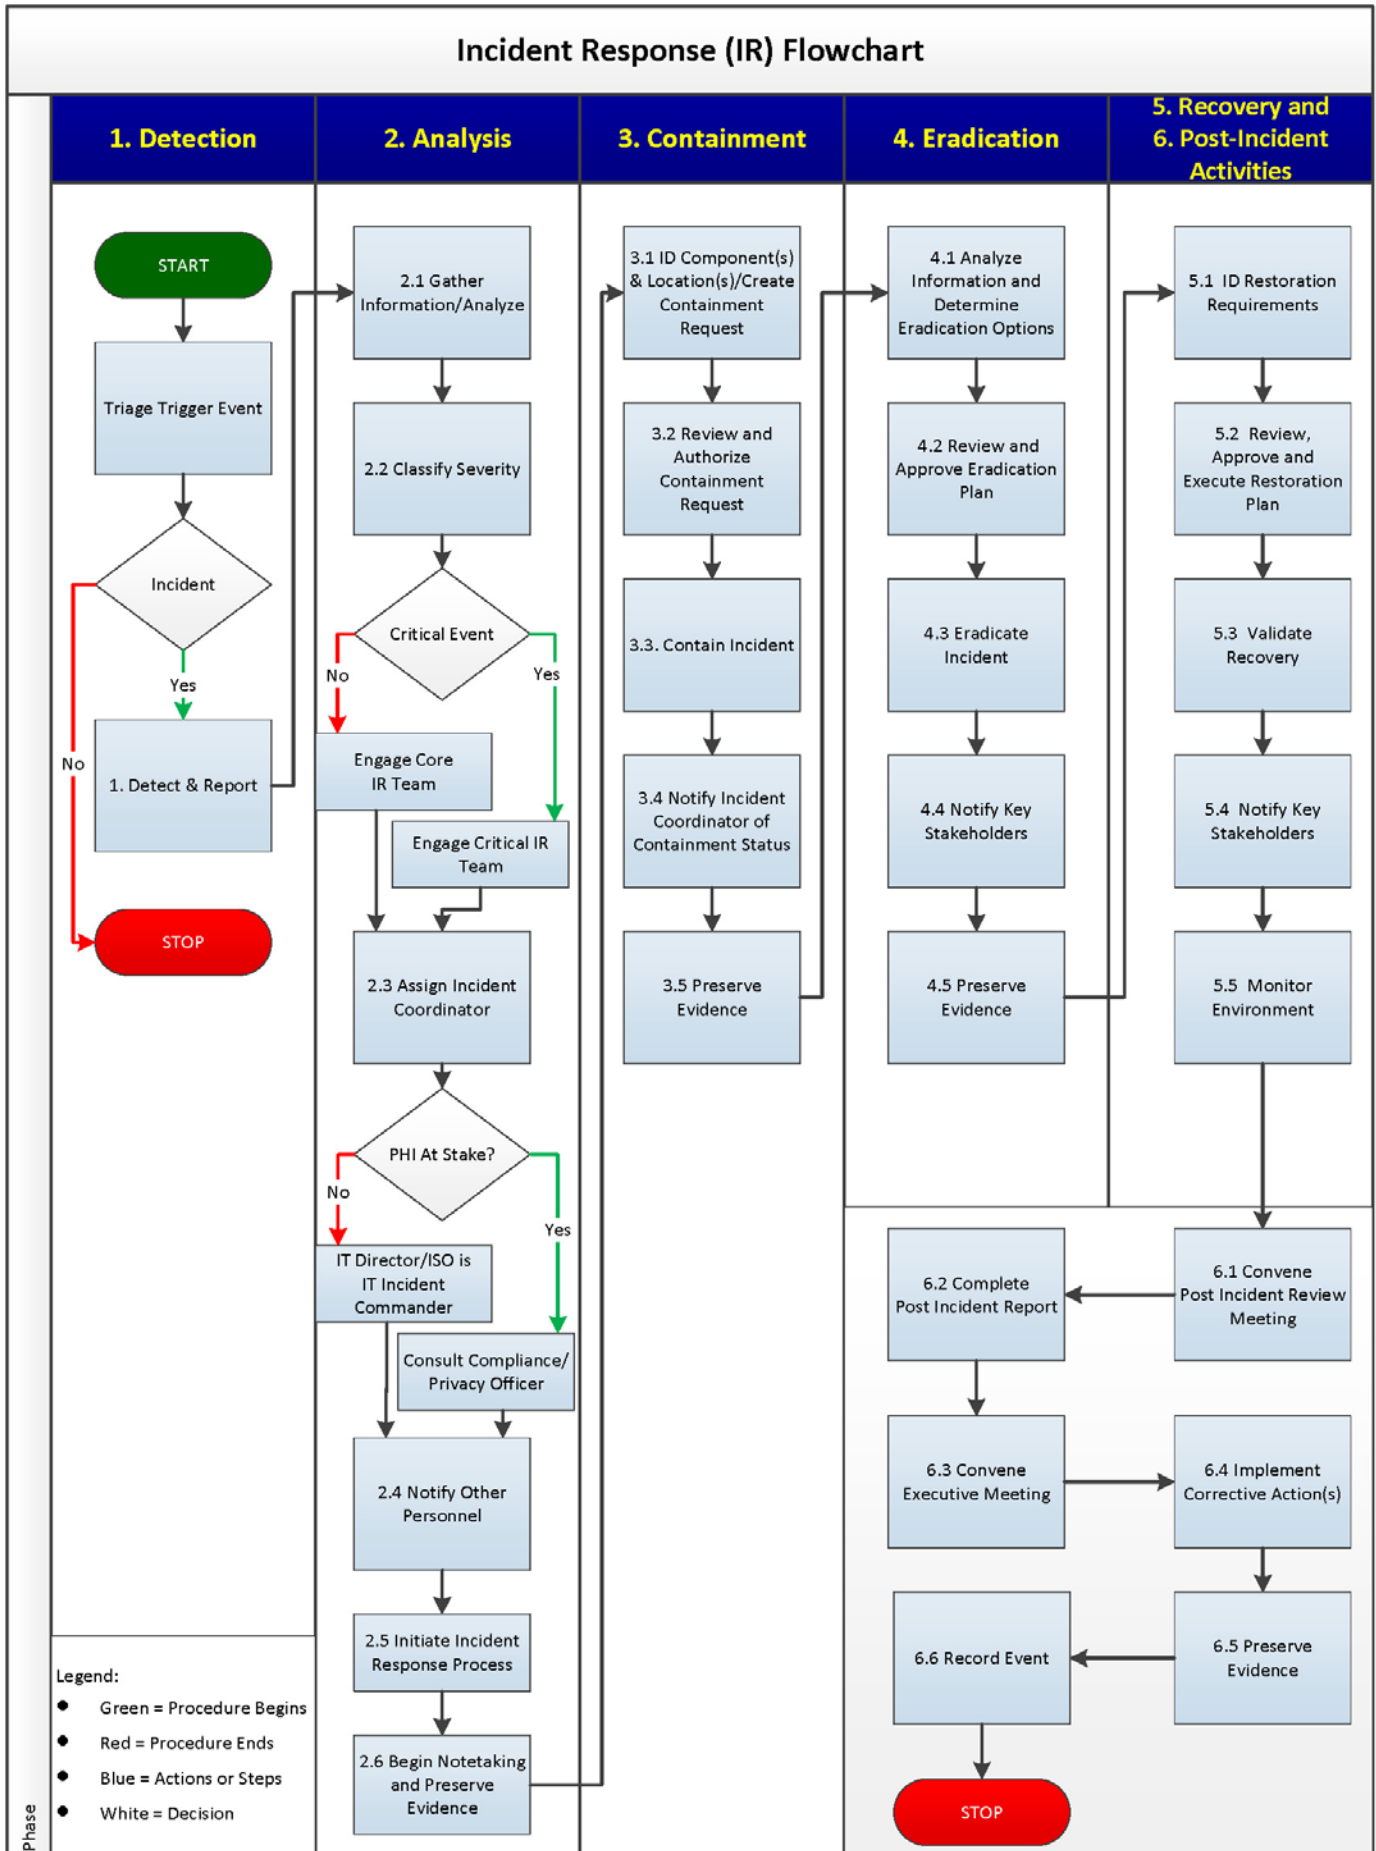 Incident Response (IR) Flowchart
1. Detection
2. Analysis
3. Containment
4. Eradication
5. Recovery and
6. Post-Incident
Activities
START
Triage Trigger Event
Incident
Yes
No
1. Detect & Report
STOP
2.1 Gather
Information/Analyze
2.2 Classify Severity
Critical Event
No
Yes
Engage Core
IR Team
Engage Critical IR
Team
2.3 Assign Incident
Coordinator
PHI At Stake?
No
Yes
IT Director/ISO is
IT Incident
Commander
Consult Compliance/
Privacy Officer
2.4 Notify Other
Personnel
2.5 Initiate Incident
Response Process
2.6 Begin Notetaking
and Preserve
Evidence
3.1 ID Component(s)
& Location(s)/Create
Containment
Request
3.2 Review and
Authorize
Containment
Request
3.3. Contain Incident
3.4 Notify Incident
Coordinator of
Containment Status
3.5 Preserve
Evidence
4.1 Analyze
Information and
Determine
Eradication Options
4.2 Review and
Approve Eradication
Plan
4.3 Eradicate
Incident
4.4 Notify Key
Stakeholders
4.5 Preserve
Evidence
5.1 ID Restoration
Requirements
5.2 Review,
Approve and
Execute Restoration
Plan
5.3 Validate
Recovery
5.4 Notify Key
Stakeholders
5.5 Monitor
Environment
6.1 Convene
Post Incident Review
Meeting
6.2 Complete
Post Incident Report
6.3 Convene
Executive Meeting
6.4 Implement
Corrective Action(s)
6.5 Preserve
Evidence
6.6 Record Event
STOP
Legend:
● Green = Procedure Begins
● Red = Procedure Ends
● Blue = Actions or Steps
● White = Decision
Phase